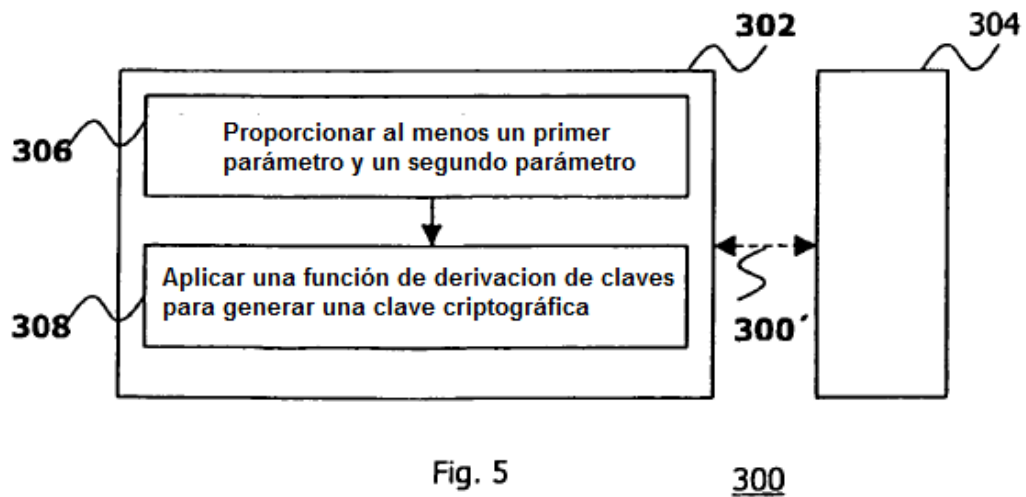 302
304
306
Proporcionar al menos un primer
parámetro y un segundo parámetro
308
Aplicar una función de derivacion de claves
para generar una clave criptográfica
300´
Fig. 5
300